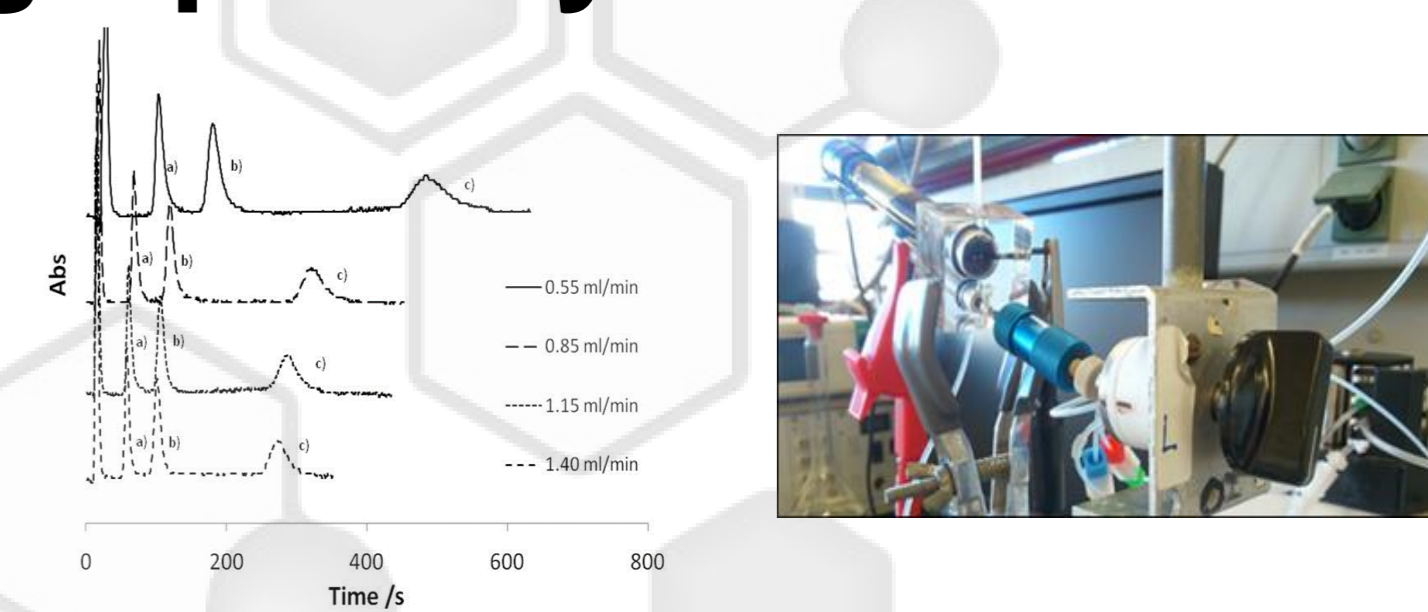 a)
b)
c)
a)
b)
c)
a)
b)
c)
a)
b)
c)
Abs
0.55 ml/min
0.85 ml/min
1.15 ml/min
1.40 ml/min
0 200 400 600 800
Time /s